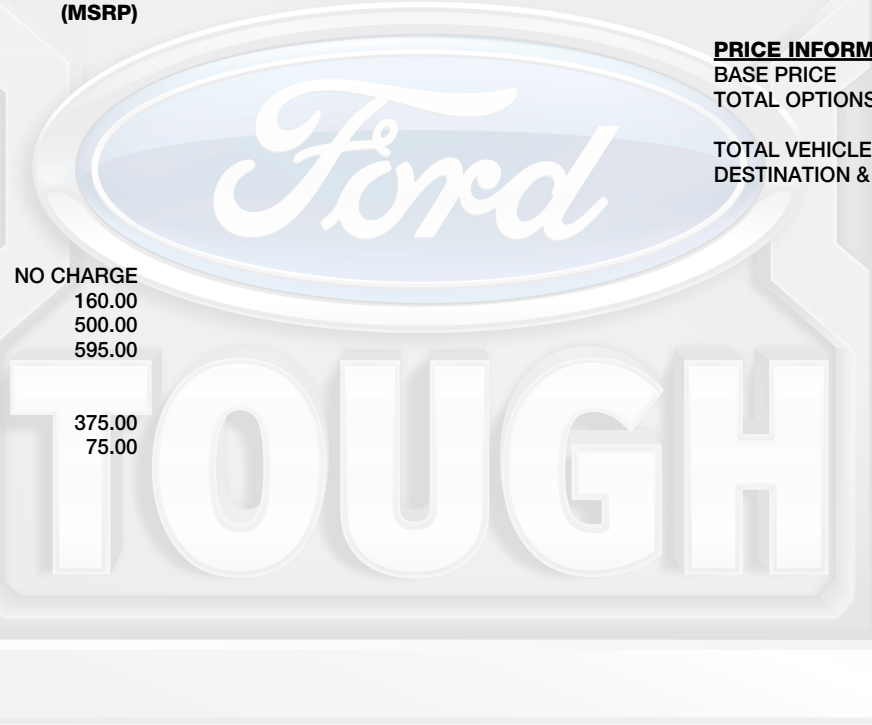 (MSRP)
PRICE INFORM
BASE PRICE
TOTAL OPTIONS
TOTAL VEHICLE
DESTINATION &
Ford
NO CHARGE
160.00
500.00
595.00
375.00
75.00
TOUGH